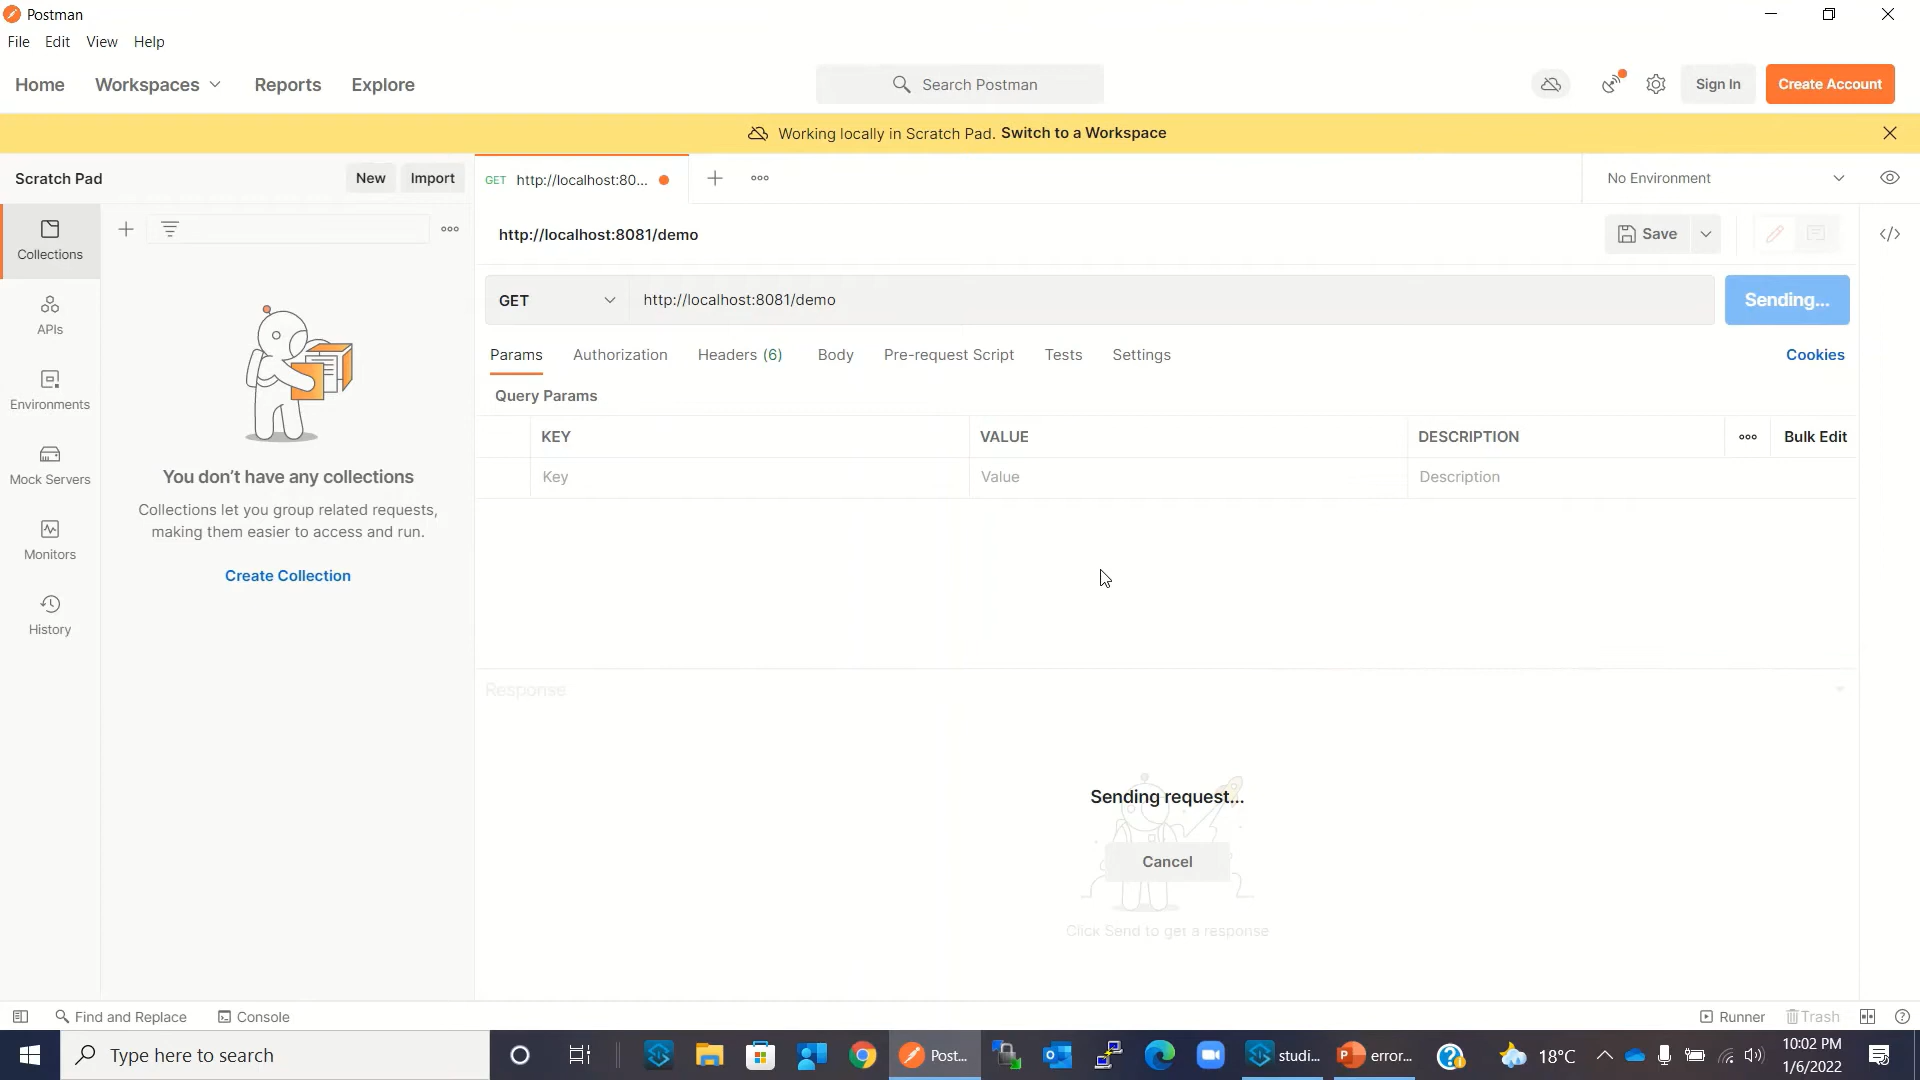 Postman
File Edit View Help
Home Workspaces Reports Explore Search Postman Sign In Create Account
Working locally in Scratch Pad. Switch to a Workspace
Scratch Pad New Import GET http://localhost:80... No Environment
http://localhost:8081/demo Save
Collections
GET http://localhost:8081/demo Sending...
APIs
Params Authorization Headers (6) Body Pre-request Script Tests Settings Cookies
Query Params
Environments
KEY VALUE DESCRIPTION Bulk Edit
Key Value Description
Mock Servers
You don’t have any collections
Collections let you group related requests,
making them easier to access and run.
Monitors
Create Collection
History
Response
Sending request...
Cancel
Click Send to get a response
Find and Replace Console Runner Trash
Type here to search Post... studi... error... 18°C 10:02 PM
1/6/2022